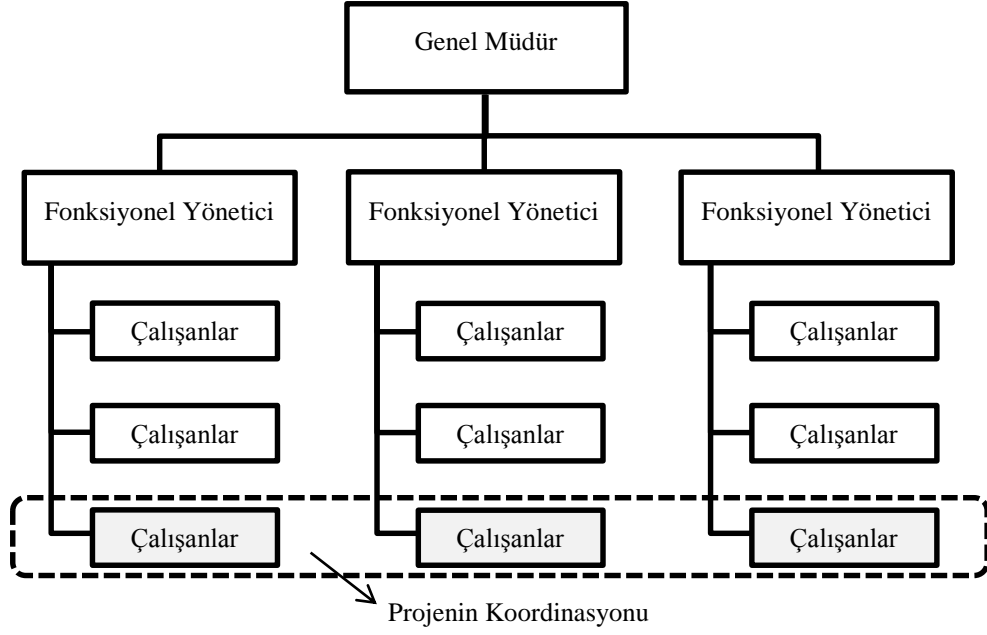 Genel Müdür
Fonksiyonel Yönetici
Fonksiyonel Yönetici
Fonksiyonel Yönetici
Çalışanlar
Çalışanlar
Çalışanlar
Çalışanlar
Çalışanlar
Çalışanlar
Çalışanlar
Çalışanlar
Çalışanlar
Projenin Koordinasyonu